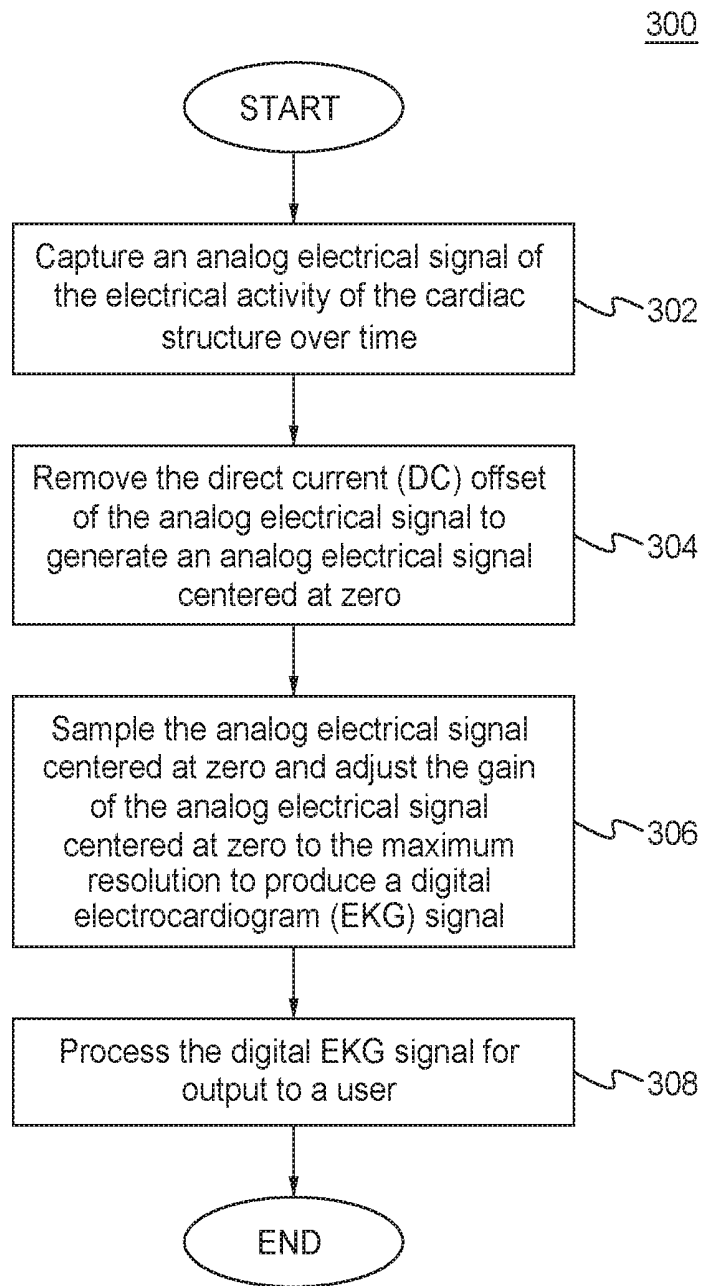 300
START
Capture an analog electrical signal of
the electrical activity of the cardiac
structure over time
302
Remove the direct current (DC) offset
of the analog electrical signal to
generate an analog electrical signal
centered at zero
304
Sample the analog electrical signal
centered at zero and adjust the gain
of the analog electrical signal
centered at zero to the maximum
resolution to produce a digital
electrocardiogram (EKG) signal
306
Process the digital EKG signal for
output to a user
308
END